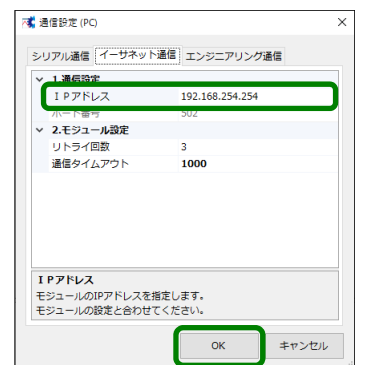 通信設定 (PC)
シリアル通信 イーサネット通信 エンジニアリング通信
1.通信設定
ＩＰアドレス 192.168.254.254
ポート番号 502
2.モジュール設定
リトライ回数 3
通信タイムアウト 1000
ＩＰアドレス
モジュールのIPアドレスを指定します。
モジュールの設定と合わせてください。
OK キャンセル